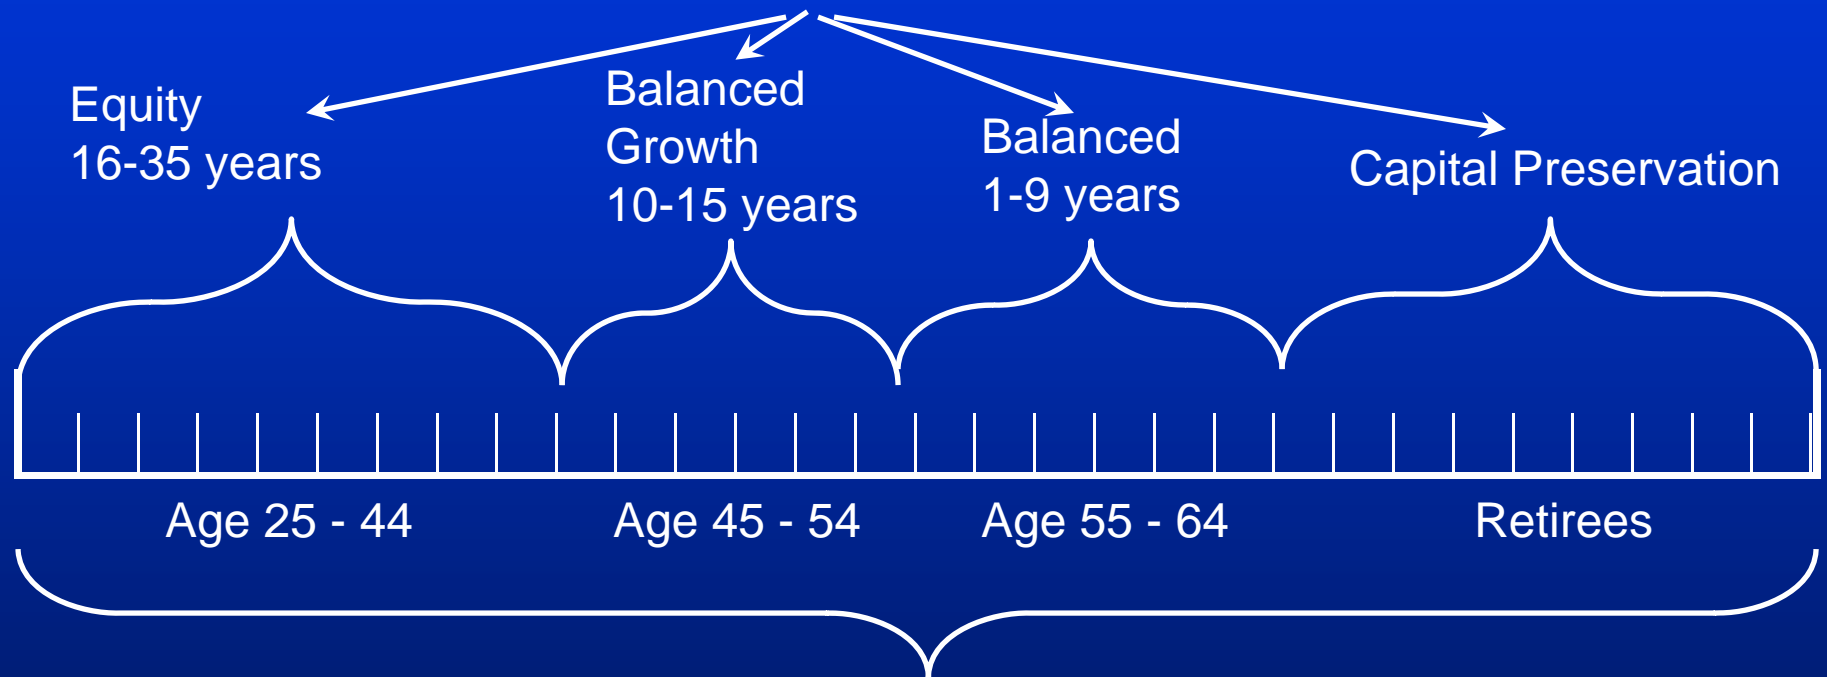 Equity
16-35 years
Balanced
Growth
10-15 years
Balanced
1-9 years
Capital Preservation
Age 25 - 44
Age 45 - 54
Age 55 - 64
Retirees